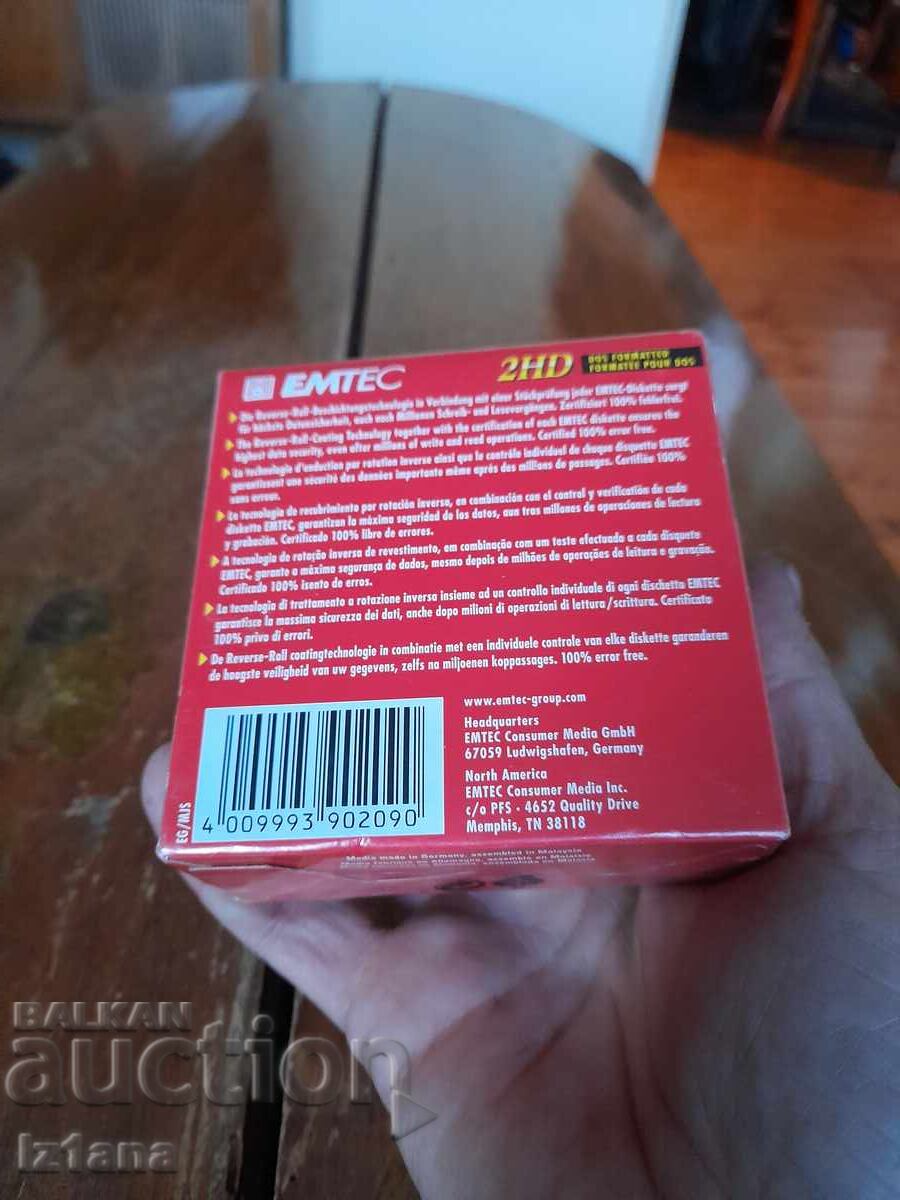 EMTEC 2HD DOS FORMATTED
FORMATEE POUR DOS
Die Reverse-Roll-Beschichtungstechnologie in Verbindung mit einer Stückprüfung jeder EMTEC-Diskette sorgt
für höchste Datensicherheit, auch nach Millionen Schreib- und Lesevorgängen. Zertifiziert 100% fehlerfrei.
The Reverse-Roll-Coating Technology together with the certification of each EMTEC diskette ensures the
highest data security, even after millions of write and read operations. Certified 100% error free.
La technologie d'enduction par rotation inverse ainsi que le contrôle individuel de chaque disquette EMTEC
garantissent une sécurité des données importante même après des millions de passages. Certifiée 100%
sans erreur.
La tecnología de recubrimiento por rotación inversa, en combinación con el control y verificatión de cada
diskette EMTEC, garantizan la máxima seguridad de los datos, aun tras millones de operaciones de lectura
y grabación. Certificado 100% libre de errores.
A tecnologia de rotação inversa de revestimento, em combinação com um teste efectuado a cada disquete
EMTEC, garante a máxima segurança de dados, mesmo depois de milhões de operações de leitura e gravação.
Certificado 100% isento de erros.
La tecnologia di trattamento a rotazione inversa insieme ad un controllo individuale di ogni dischetto EMTEC
garantisce la massima sicurezza dei dati, anche dopo milioni di operazioni di lettura/scrittura. Certificato
100% privo di errori.
De Reverse-Roll coatingtechnologie in combinatie met een individuele controle van elke diskette garanderen
de hoogste veiligheid van uw gegevens, zelfs na miljoenen koppassages. 100% error free.
www.emtec-group.com
Headquarters
EMTEC Consumer Media GmbH
67059 Ludwigshafen, Germany
North America
EMTEC Consumer Media Inc.
c/o PFS - 4652 Quality Drive
Memphis, TN 38118
4 009993 902090
EG/MJS
Media made in Germany, assembled in Malaysia
BALKAN
auction
Iz1ana